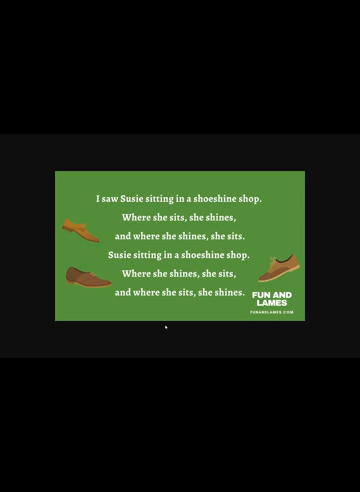 I saw Susie sitting in a shoeshine shop.
Where she sits, she shines,
and where she shines, she sits.
Susie sitting in a shoeshine shop.
Where she shines, she sits,
and where she sits, she shines.
FUN AND
LAMES
FUNANDLAMES.COM